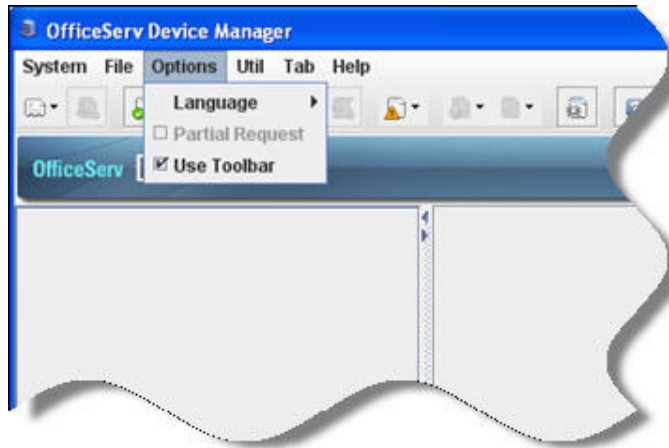 OfficeServ Device Manager
System File Options Util Tab Help
Language
Partial Request
Use Toolbar
OfficeServ